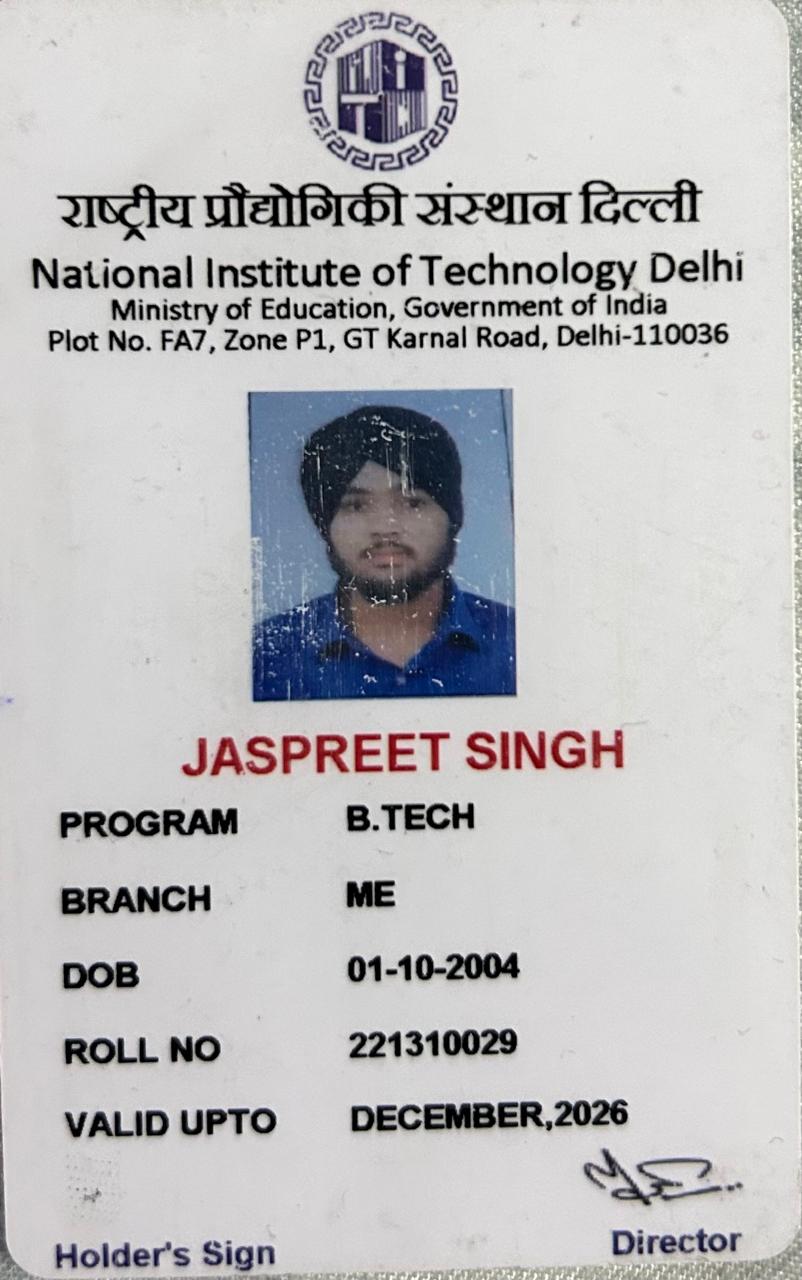 राष्ट्रीय प्रौद्योगिकी संस्थान दिल्ली
National Institute of Technology Delhi
Ministry of Education, Government of India
Plot No. FA7, Zone P1, GT Karnal Road, Delhi-110036
JASPREET SINGH
PROGRAM B.TECH
BRANCH ME
DOB 01-10-2004
ROLL NO 221310029
VALID UPTO DECEMBER,2026
Holder's Sign Director